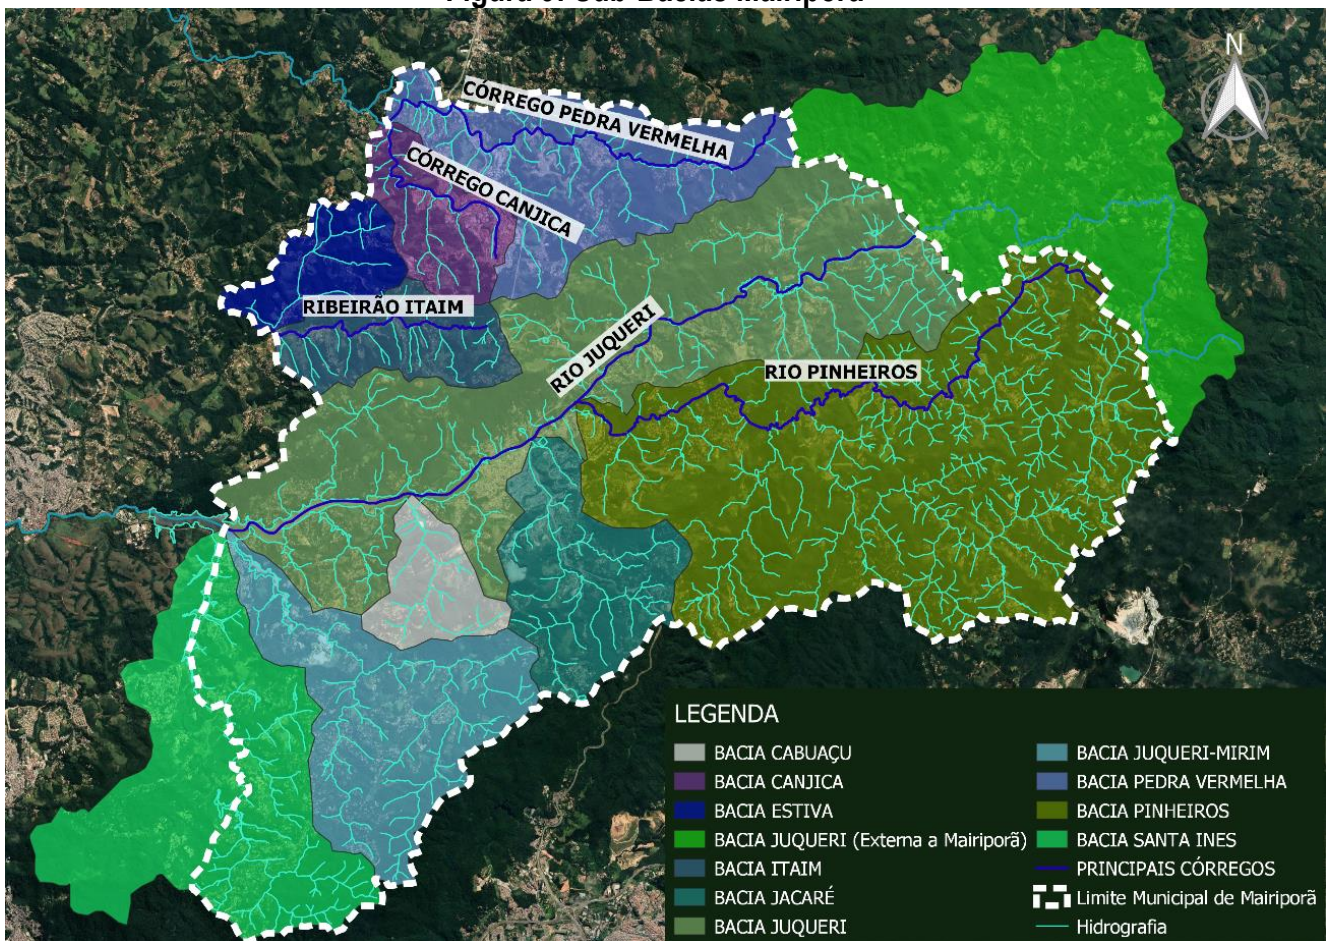 Figura 9: Sub-Bacias Mairiporã
N
CÓRREGO PEDRA VERMELHA
CÓRREGO CANJICA
RIBEIRÃO ITAIM
RIO JUQUERI
RIO PINHEIROS
LEGENDA
BACIA CABUAÇU
BACIA CANJICA
BACIA ESTIVA
BACIA JUQUERI (Externa a Mairiporã)
BACIA ITAIM
BACIA JACARÉ
BACIA JUQUERI
BACIA JUQUERI-MIRIM
BACIA PEDRA VERMELHA
BACIA PINHEIROS
BACIA SANTA INES
PRINCIPAIS CÓRREGOS
Limite Municipal de Mairiporã
Hidrografia